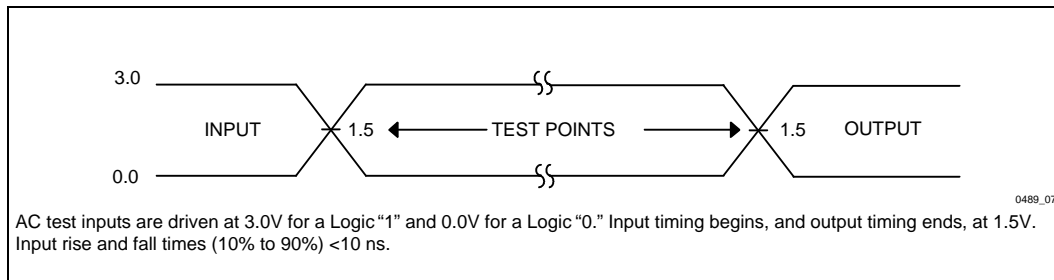 3.0
INPUT 1.5 TEST POINTS 1.5 OUTPUT
0.0
0489_07
AC test inputs are driven at 3.0V for a Logic “1” and 0.0V for a Logic “0.” Input timing begins, and output timing ends, at 1.5V.
Input rise and fall times (10% to 90%) <10 ns.